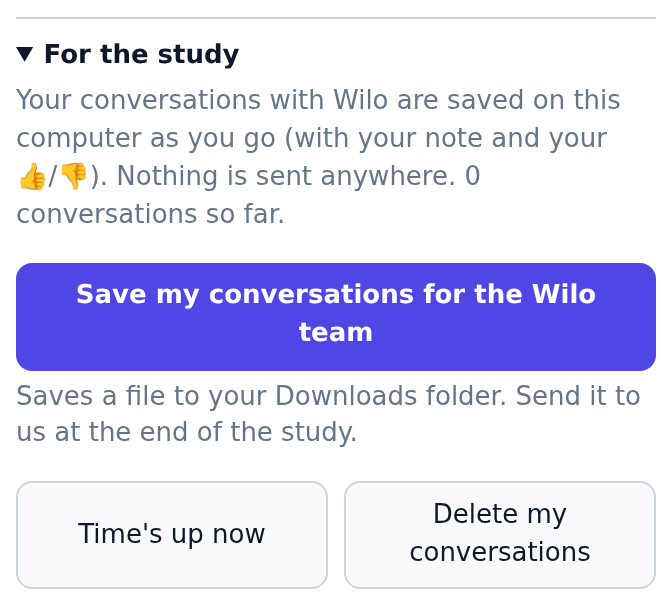 ▼ For the study
Your conversations with Wilo are saved on this
computer as you go (with your note and your
👍/👎). Nothing is sent anywhere. 0
conversations so far.
Save my conversations for the Wilo
team
Saves a file to your Downloads folder. Send it to
us at the end of the study.
Time's up now
Delete my
conversations